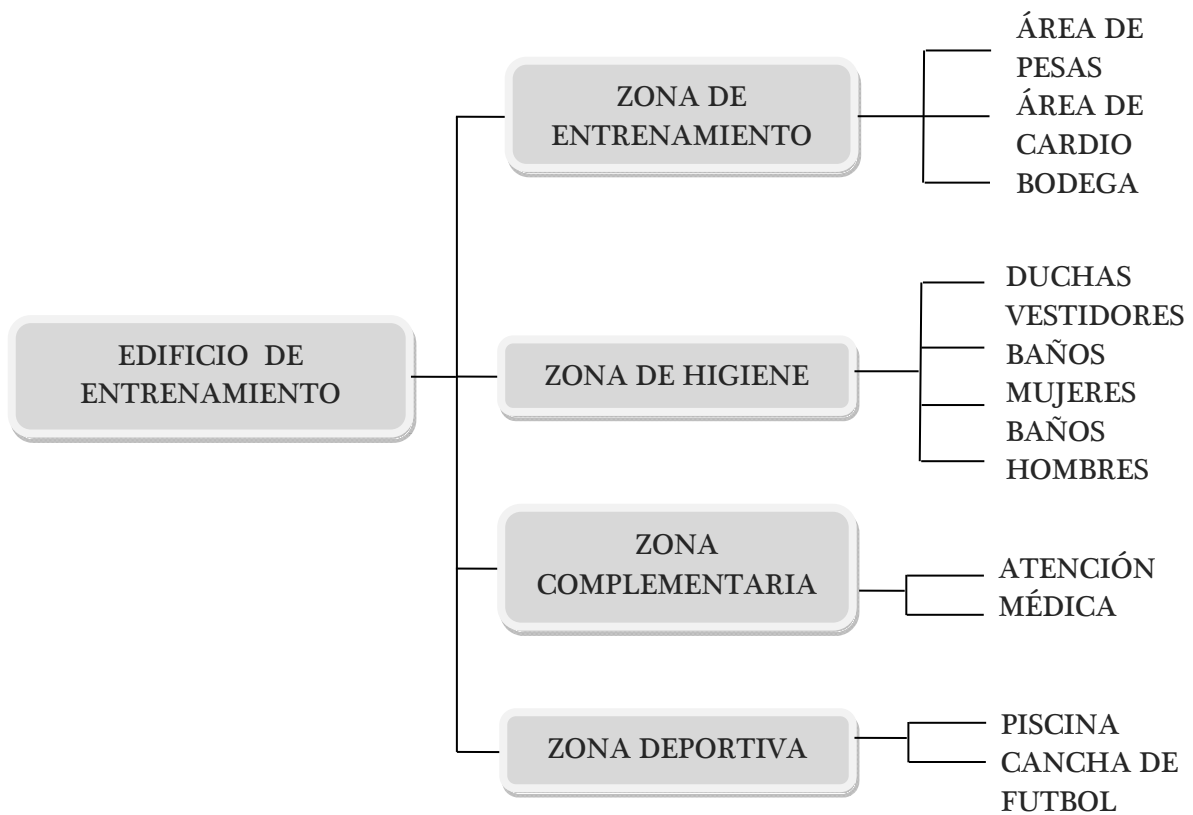 EDIFICIO DE
ENTRENAMIENTO
ZONA DE
ENTRENAMIENTO
ÁREA DE
PESAS
ÁREA DE
CARDIO
BODEGA
ZONA DE HIGIENE
DUCHAS
VESTIDORES
BAÑOS
MUJERES
BAÑOS
HOMBRES
ZONA
COMPLEMENTARIA
ATENCIÓN
MÉDICA
ZONA DEPORTIVA
PISCINA
CANCHA DE
FUTBOL